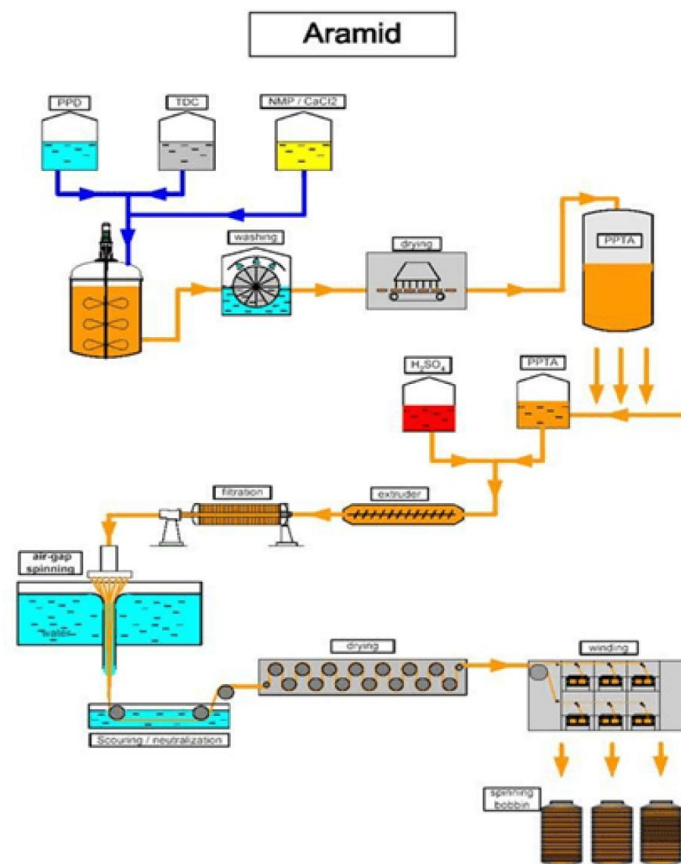 Aramid
PPD
TDC
NMP / CaCl2
washing
drying
PPTA
H₂SO₄
PPTA
filtration
extruder
air-gap
spinning
water
drying
winding
Scouring / neutralization
spinning
bobbin